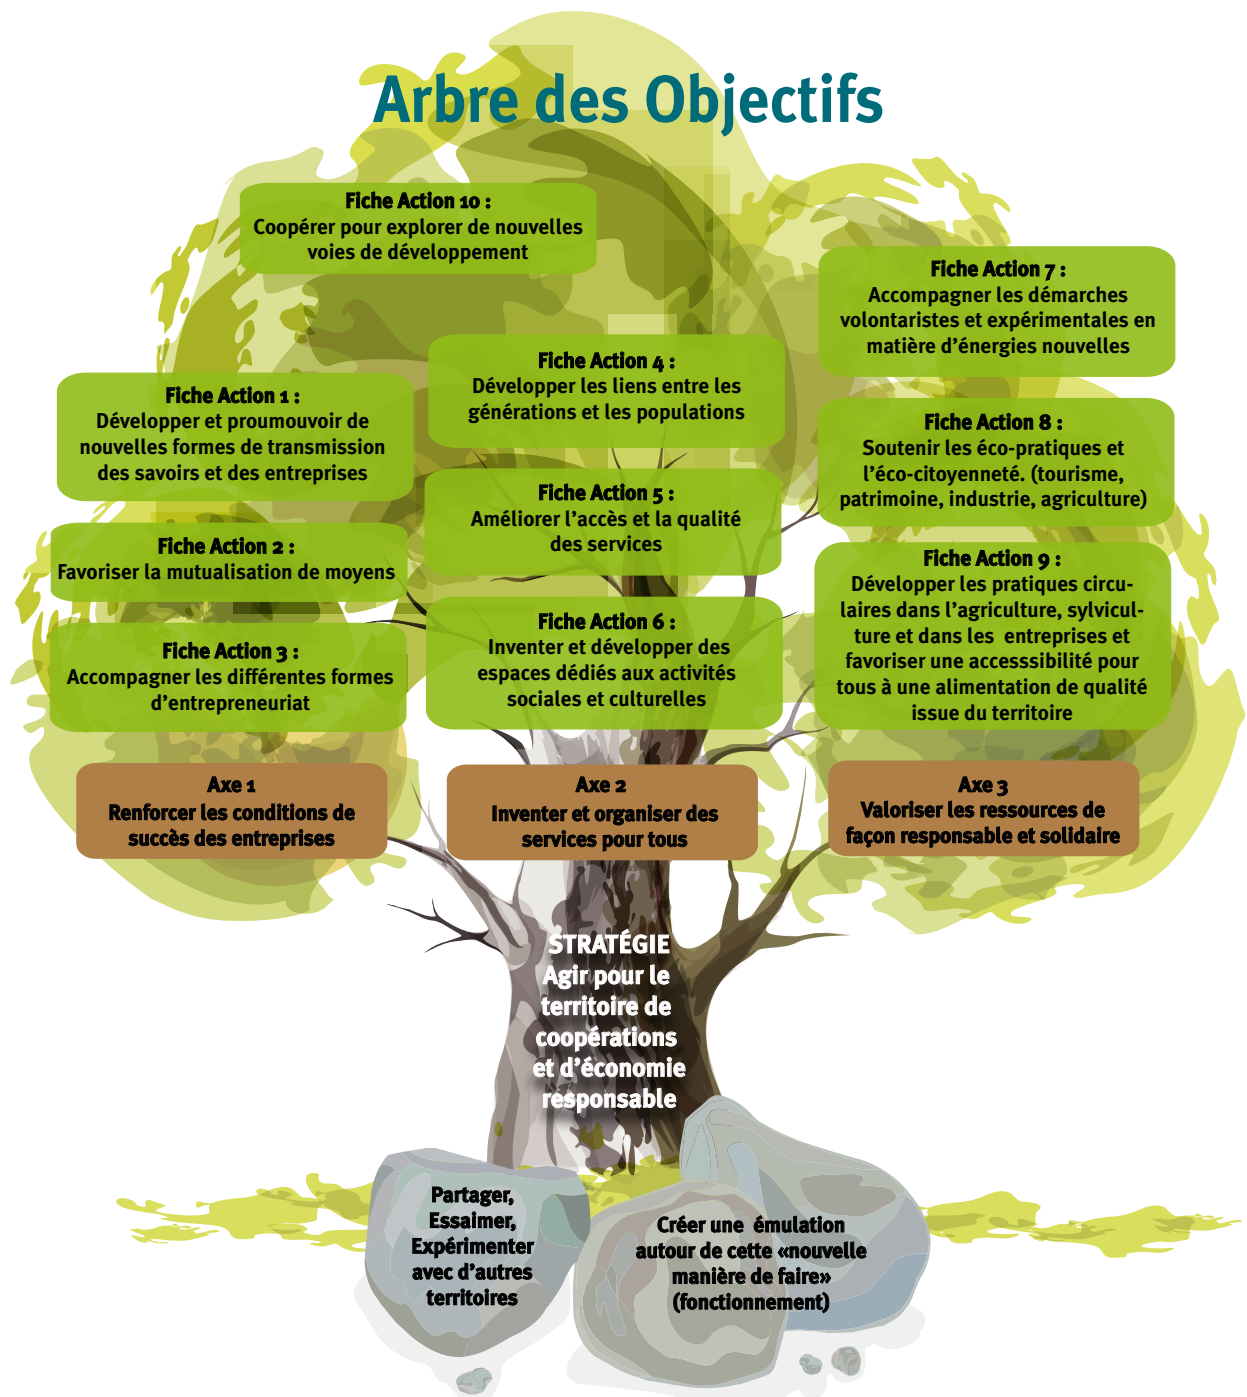 Arbre des Objectifs
Fiche Action 10 :
Coopérer pour explorer de nouvelles
voies de développement
Fiche Action 1 :
Développer et proumouvoir de
nouvelles formes de transmission
des savoirs et des entreprises
Fiche Action 2 :
Favoriser la mutualisation de moyens
Fiche Action 3 :
Accompagner les différentes formes
d’entrepreneuriat
Fiche Action 4 :
Développer les liens entre les
générations et les populations
Fiche Action 5 :
Améliorer l’accès et la qualité
des services
Fiche Action 6 :
Inventer et développer des
espaces dédiés aux activités
sociales et culturelles
Fiche Action 7 :
Accompagner les démarches
volontaristes et expérimentales en
matière d’énergies nouvelles
Fiche Action 8 :
Soutenir les éco-pratiques et
l’éco-citoyenneté. (tourisme,
patrimoine, industrie, agriculture)
Fiche Action 9 :
Développer les pratiques circu-
laires dans l’agriculture, sylvicul-
ture et dans les entreprises et
favoriser une accesssibilité pour
tous à une alimentation de qualité
issue du territoire
Axe 1
Renforcer les conditions de
succès des entreprises
Axe 2
Inventer et organiser des
services pour tous
Axe 3
Valoriser les ressources de
façon responsable et solidaire
STRATÉGIE
Agir pour le
territoire de
coopérations
et d’économie
responsable
Partager,
Essaimer,
Expérimenter
avec d’autres
territoires
Créer une émulation
autour de cette «nouvelle
manière de faire»
(fonctionnement)